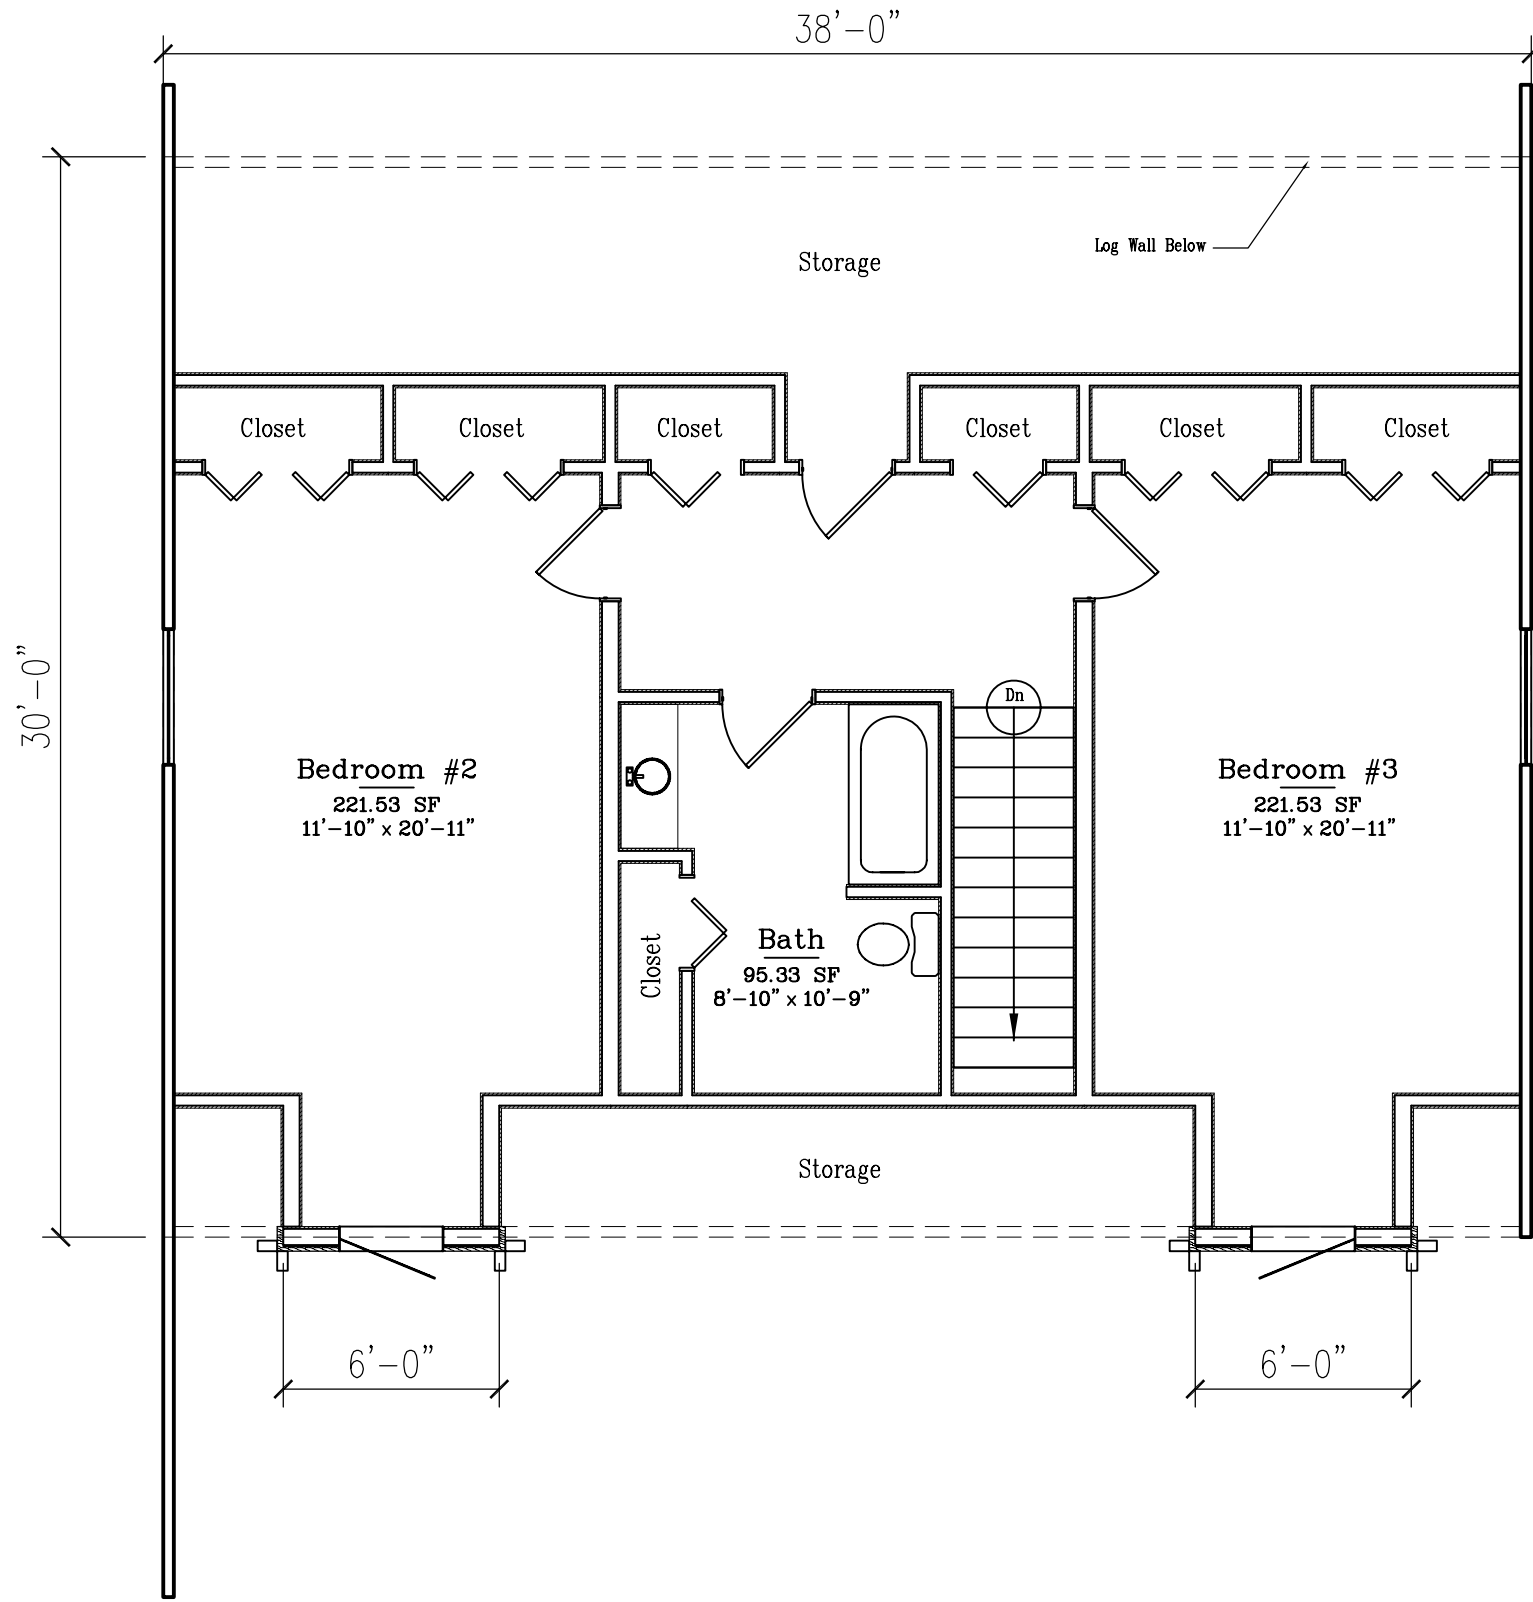 38'-0"
Log Wall Below
Storage
Closet
Closet
Closet
Closet
Closet
Closet
30'-0"
Dn
Bedroom #2
221.53 SF
11'-10" x 20'-11"
Bedroom #3
221.53 SF
11'-10" x 20'-11"
Closet
Bath
95.33 SF
8'-10" x 10'-9"
Storage
6'-0"
6'-0"